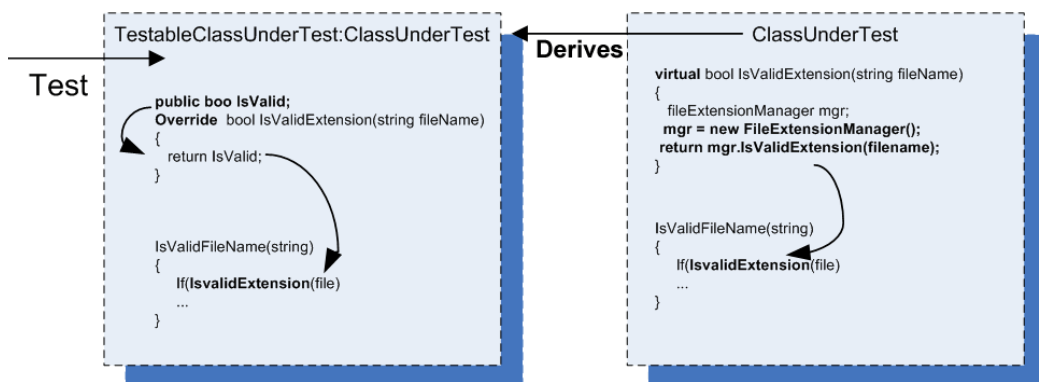 TestableClassUnderTest:ClassUnderTest
Test
public boo IsValid;
Override bool IsValidExtension(string fileName)
{
return IsValid;
}
IsValidFileName(string)
{
If(IsvalidExtension(file)
...
}
Derives
ClassUnderTest
virtual bool IsValidExtension(string fileName)
{
fileExtensionManager mgr;
mgr = new FileExtensionManager();
return mgr.IsValidExtension(filename);
}
IsValidFileName(string)
{
If(IsvalidExtension(file)
...
}